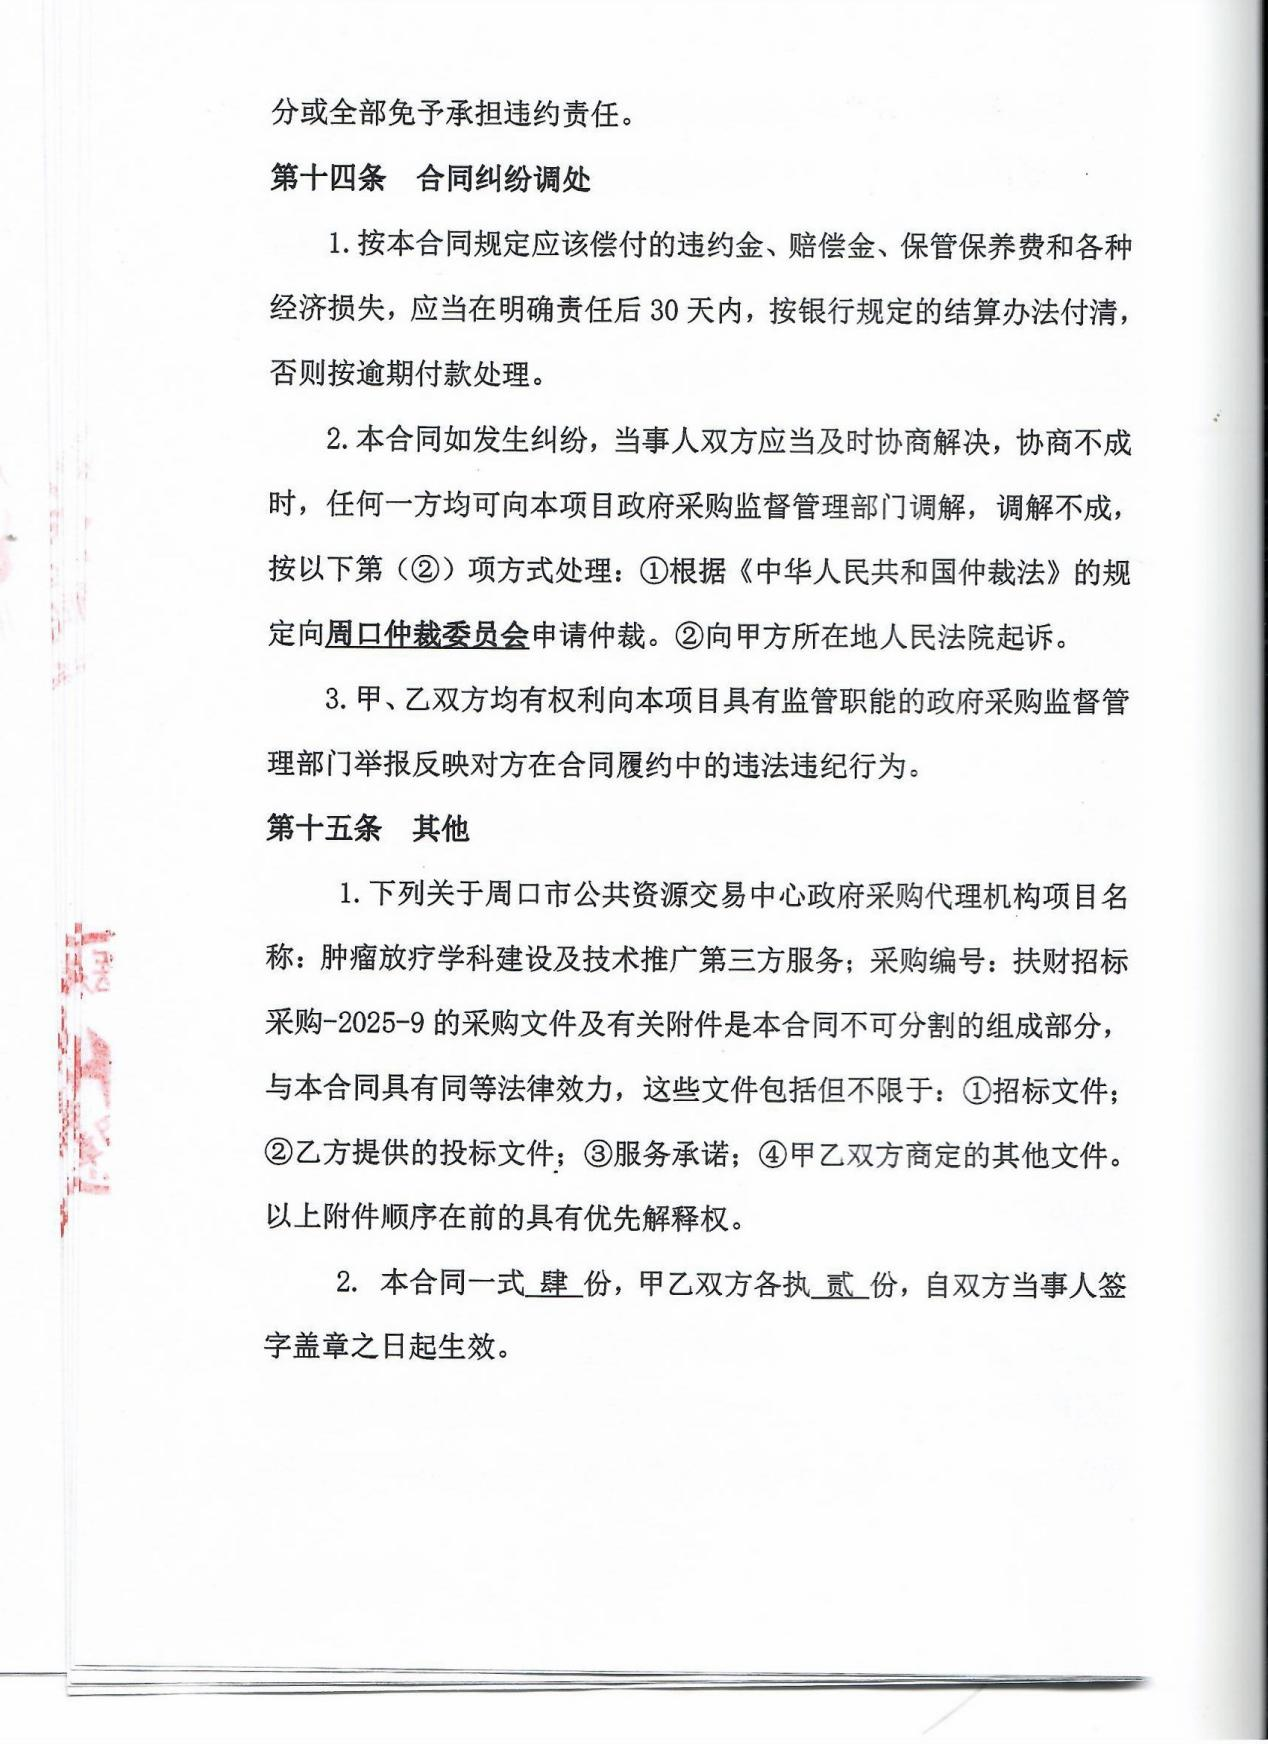 分或全部免予承担违约责任。
第十四条　合同纠纷调处
1. 按本合同规定应该偿付的违约金、赔偿金、保管保养费和各种
经济损失，应当在明确责任后 30 天内，按银行规定的结算办法付清，
否则按逾期付款处理。
2. 本合同如发生纠纷，当事人双方应当及时协商解决，协商不成
时，任何一方均可向本项目政府采购监督管理部门调解，调解不成，
按以下第（②）项方式处理：①根据《中华人民共和国仲裁法》的规
定向周口仲裁委员会申请仲裁。②向甲方所在地人民法院起诉。
3. 甲、乙双方均有权利向本项目具有监管职能的政府采购监督管
理部门举报反映对方在合同履约中的违法违纪行为。
第十五条　其他
1. 下列关于周口市公共资源交易中心政府采购代理机构项目名
称：肿瘤放疗学科建设及技术推广第三方服务；采购编号：扶财招标
采购-2025-9 的采购文件及有关附件是本合同不可分割的组成部分，
与本合同具有同等法律效力，这些文件包括但不限于：①招标文件；
②乙方提供的投标文件；③服务承诺；④甲乙双方商定的其他文件。
以上附件顺序在前的具有优先解释权。
2. 本合同一式 肆 份，甲乙双方各执 贰 份，自双方当事人签
字盖章之日起生效。